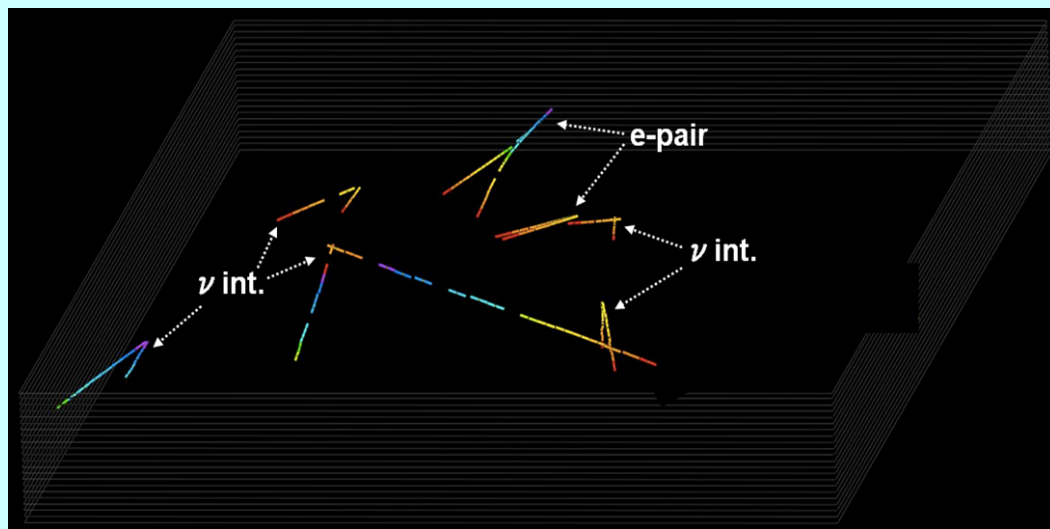 e-pair
ν int.
ν int.